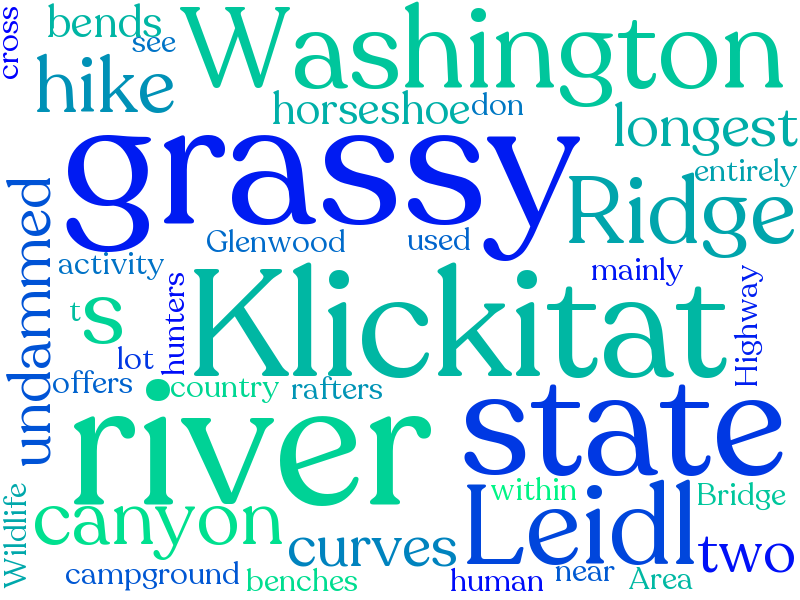 cross
bends
see
Washington
hike
horseshoe
don
longest
grassy
entirely
Ridge
undammed
Glenwood
used
activity
mainly
Klickitat
Highway
hunters
t
s
lot
offers
country
rafters
river
state
within
Leidl
Bridge
Wildlife
canyon
curves
two
campground
benches
human
near
Area